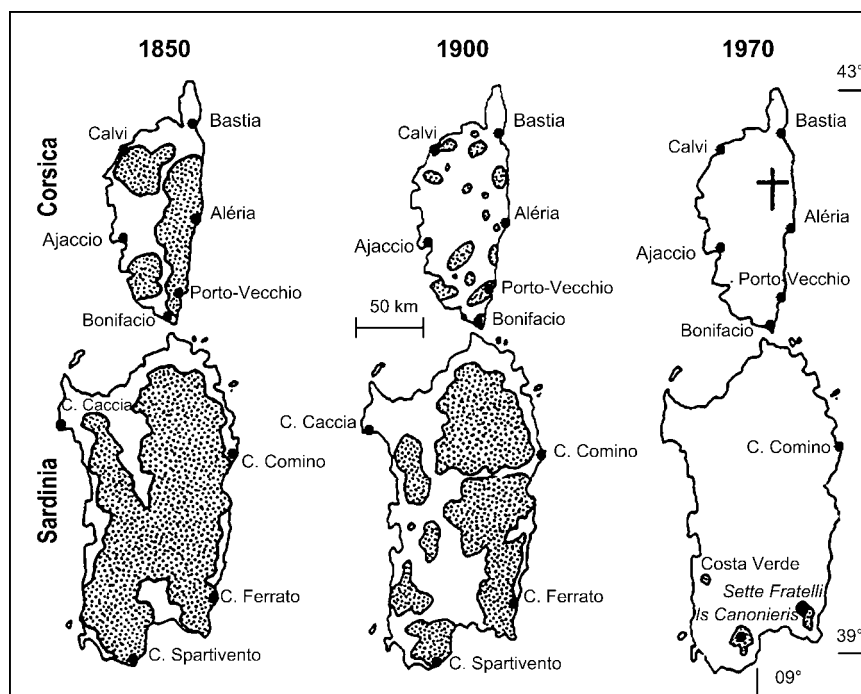 1850
1900
1970
43°
Corsica
Calvi
Bastia
Aléria
Ajaccio
Porto-Vecchio
Bonifacio
Calvi
Bastia
Aléria
Ajaccio
Porto-Vecchio
50 km
Bonifacio
Calvi
Bastia
Aléria
Ajaccio
Porto-Vecchio
Bonifacio
Sardinia
C. Caccia
C. Comino
C. Ferrato
C. Spartivento
C. Caccia
C. Comino
C. Ferrato
C. Spartivento
C. Comino
Costa Verde
Sette Fratelli
Is Canonieris
39°
09°